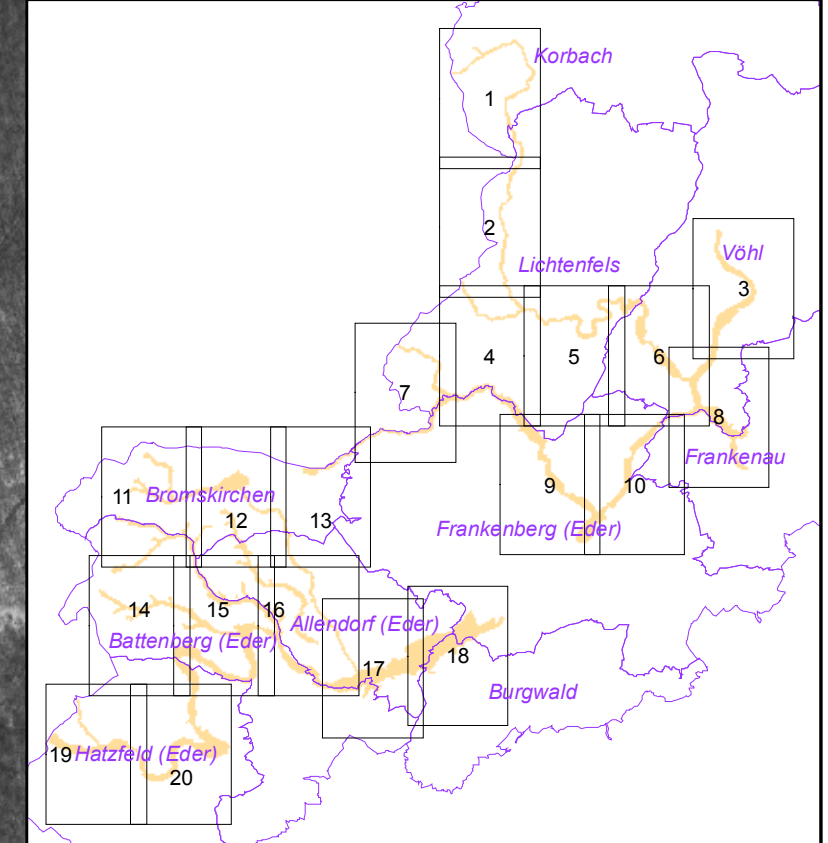 Korbach
1
2
Vöhl
Lichtenfels
3
4
5
6
7
8
Frankenau
9
10
Bromskirchen
11
12
13
Frankenberg (Eder)
14
15
16
Allendorf (Eder)
Battenberg (Eder)
17
18
Burgwald
19
Hatzfeld (Eder)
20